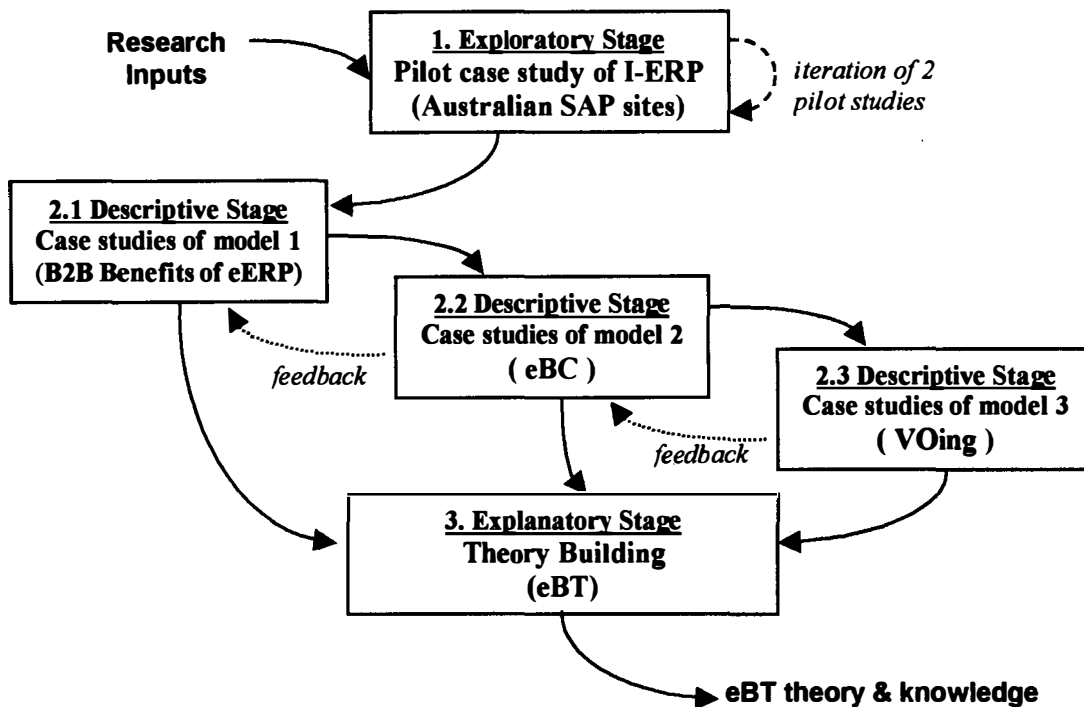 Research
Inputs
1. Exploratory Stage
Pilot case study of I-ERP
(Australian SAP sites)
iteration of 2
pilot studies
2.1 Descriptive Stage
Case studies of model 1
(B2B Benefits of eERP)
2.2 Descriptive Stage
Case studies of model 2
( eBC )
feedback
2.3 Descriptive Stage
Case studies of model 3
( VOing )
feedback
3. Explanatory Stage
Theory Building
(eBT)
eBT theory & knowledge